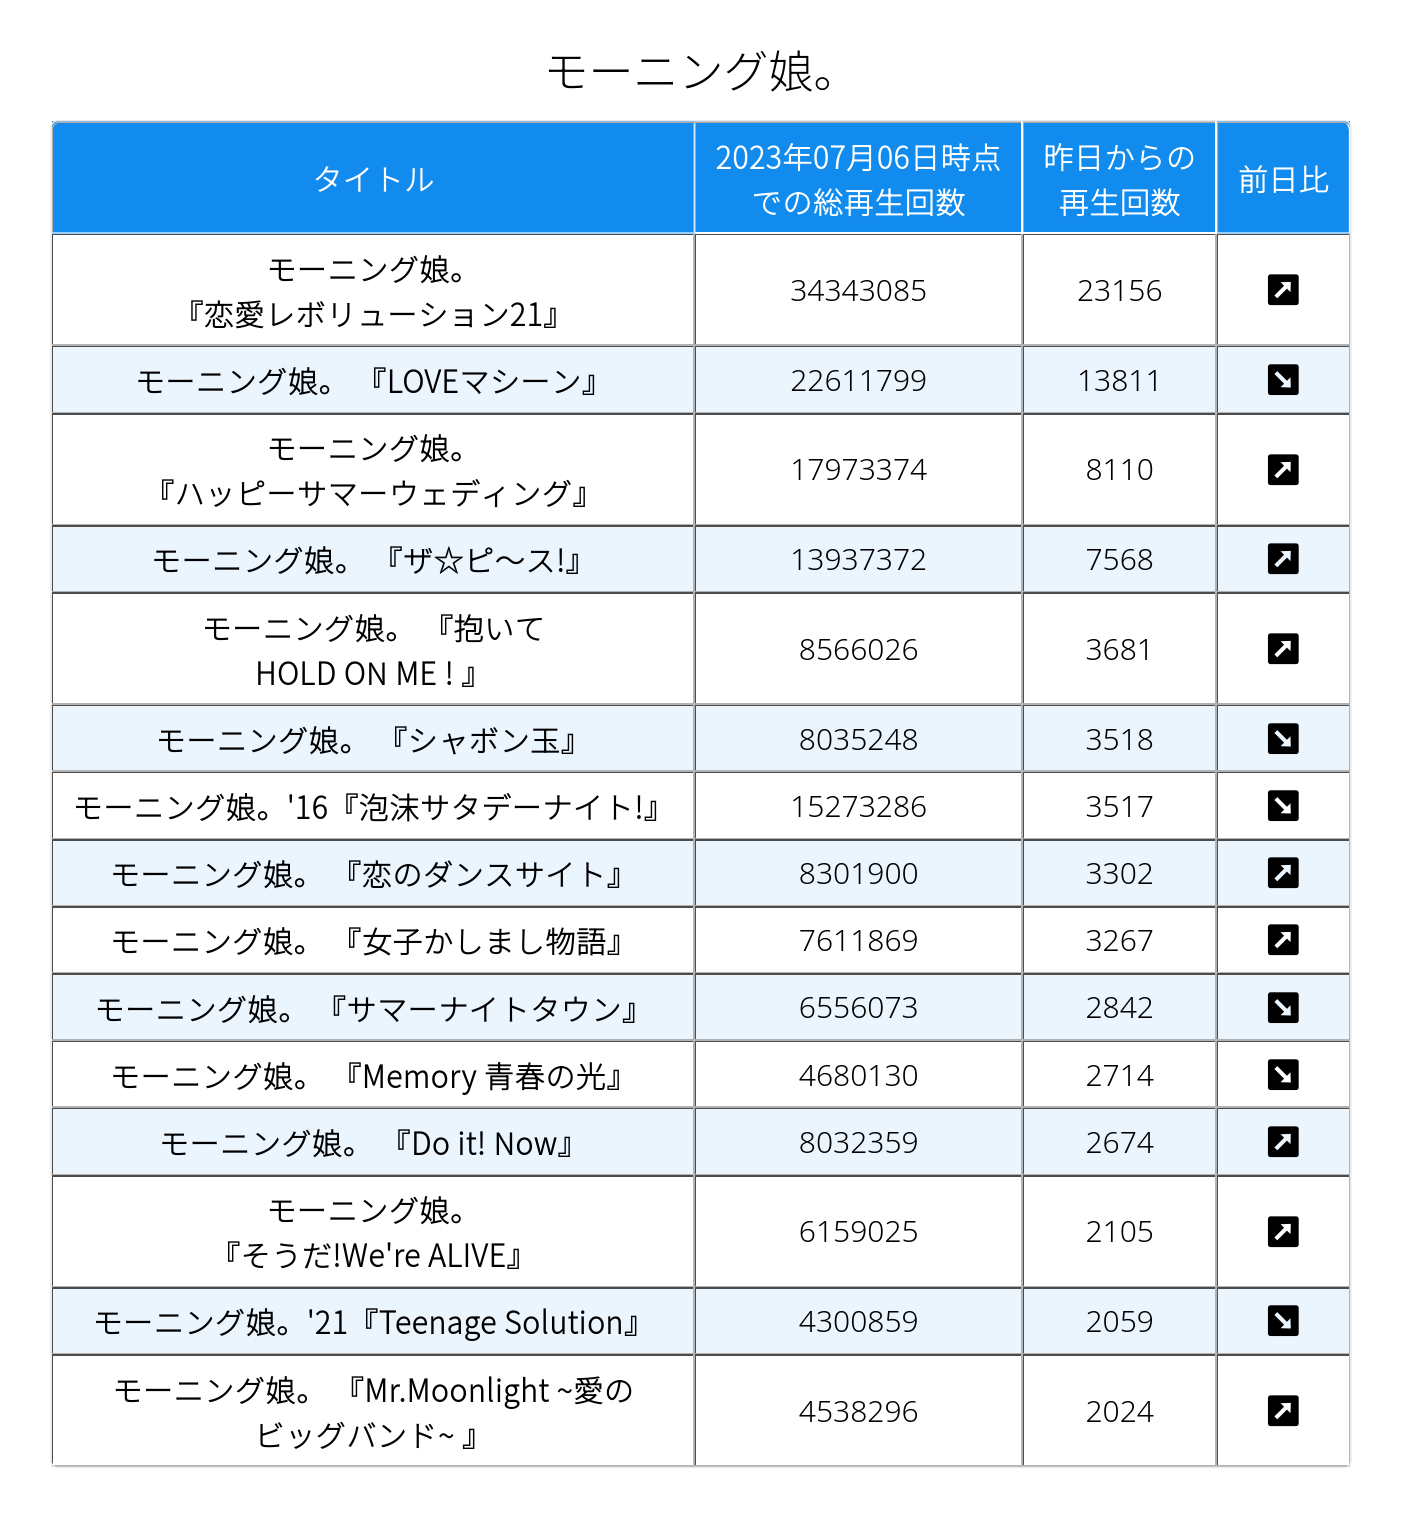 モーニング娘。
タイトル
2023年07月06日時点
での総再生回数
昨日からの
再生回数
前日比
モーニング娘。
『恋愛レボリューション21』
34343085
23156
モーニング娘。 『LOVEマシーン』
22611799
13811
モーニング娘。
『ハッピーサマーウェディング』
17973374
8110
モーニング娘。 『ザ☆ピ〜ス!』
13937372
7568
モーニング娘。 『抱いて
HOLD ON ME ! 』
8566026
3681
モーニング娘。 『シャボン玉』
8035248
3518
モーニング娘。'16『泡沫サタデーナイト!』
15273286
3517
モーニング娘。 『恋のダンスサイト』
8301900
3302
モーニング娘。 『女子かしまし物語』
7611869
3267
モーニング娘。 『サマーナイトタウン』
6556073
2842
モーニング娘。 『Memory 青春の光』
4680130
2714
モーニング娘。 『Do it! Now』
8032359
2674
モーニング娘。
『そうだ!We're ALIVE』
6159025
2105
モーニング娘。'21『Teenage Solution』
4300859
2059
モーニング娘。 『Mr.Moonlight ~愛の
ビッグバンド~ 』
4538296
2024